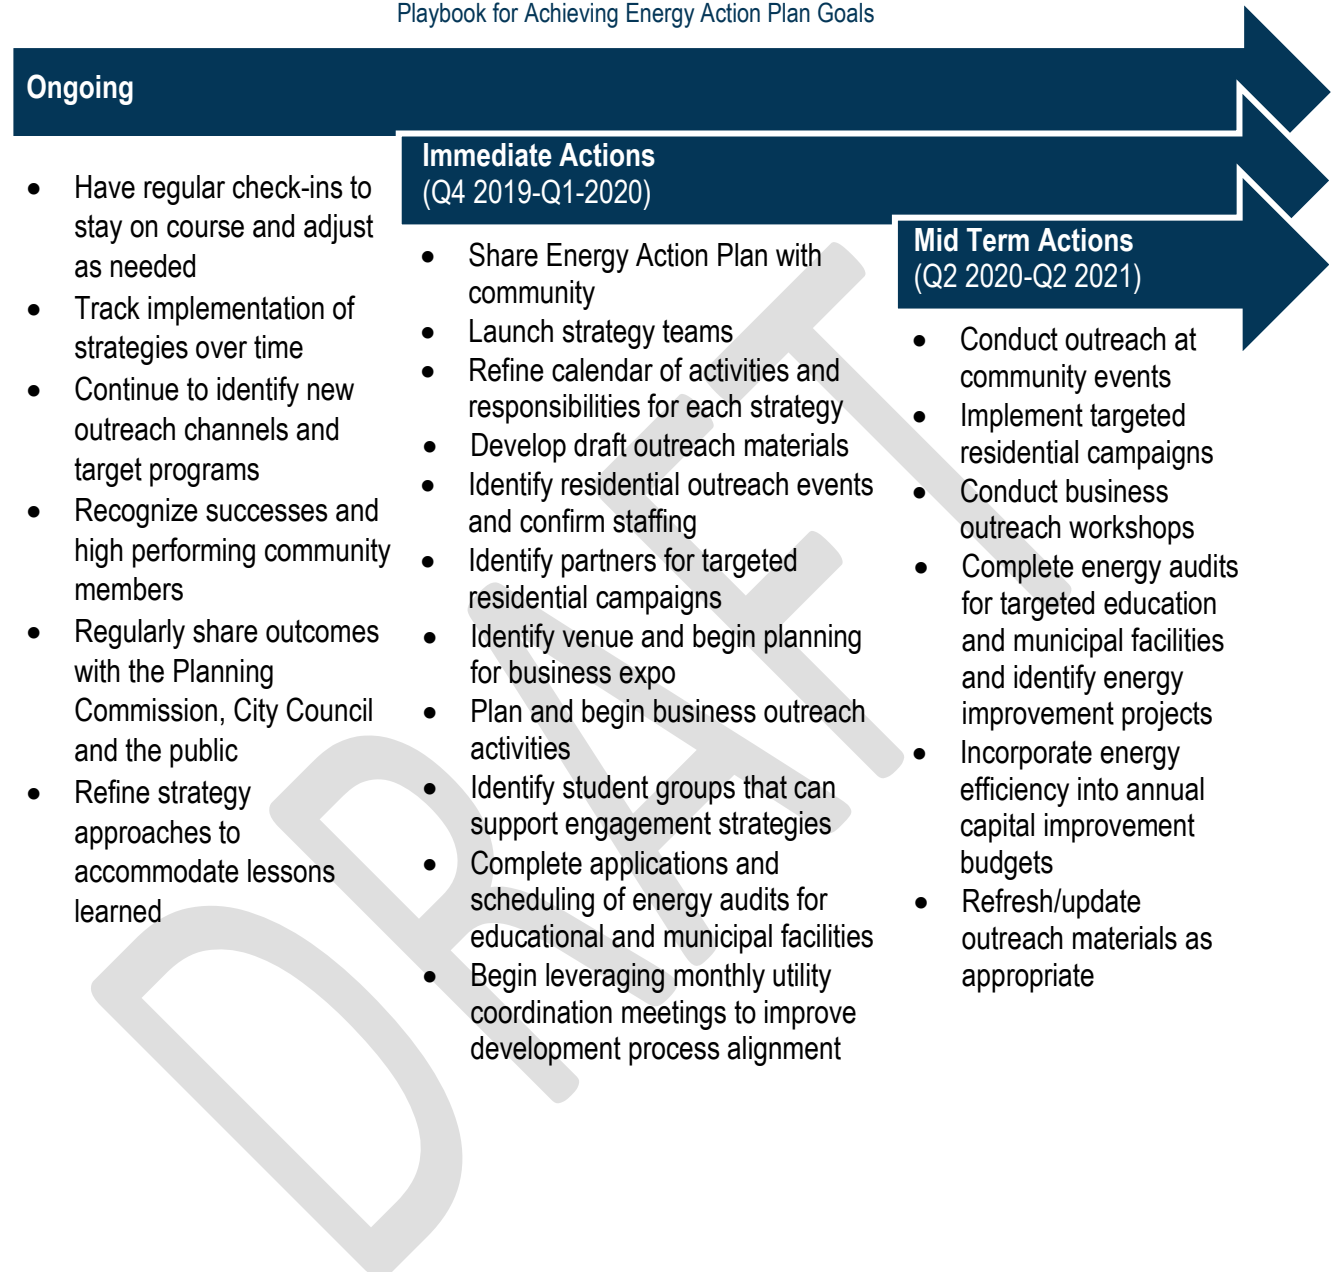 Playbook for Achieving Energy Action Plan Goals
Ongoing
• Have regular check-ins to
stay on course and adjust
as needed
• Track implementation of
strategies over time
• Continue to identify new
outreach channels and
target programs
• Recognize successes and
high performing community
members
• Regularly share outcomes
with the Planning
Commission, City Council
and the public
• Refine strategy
approaches to
accommodate lessons
learned
Immediate Actions
(Q4 2019-Q1-2020)
• Share Energy Action Plan with
community
• Launch strategy teams
• Refine calendar of activities and
responsibilities for each strategy
• Develop draft outreach materials
• Identify residential outreach events
and confirm staffing
• Identify partners for targeted
residential campaigns
• Identify venue and begin planning
for business expo
• Plan and begin business outreach
activities
• Identify student groups that can
support engagement strategies
• Complete applications and
scheduling of energy audits for
educational and municipal facilities
• Begin leveraging monthly utility
coordination meetings to improve
development process alignment
Mid Term Actions
(Q2 2020-Q2 2021)
• Conduct outreach at
community events
• Implement targeted
residential campaigns
• Conduct business
outreach workshops
• Complete energy audits
for targeted education
and municipal facilities
and identify energy
improvement projects
• Incorporate energy
efficiency into annual
capital improvement
budgets
• Refresh/update
outreach materials as
appropriate
DRAFT